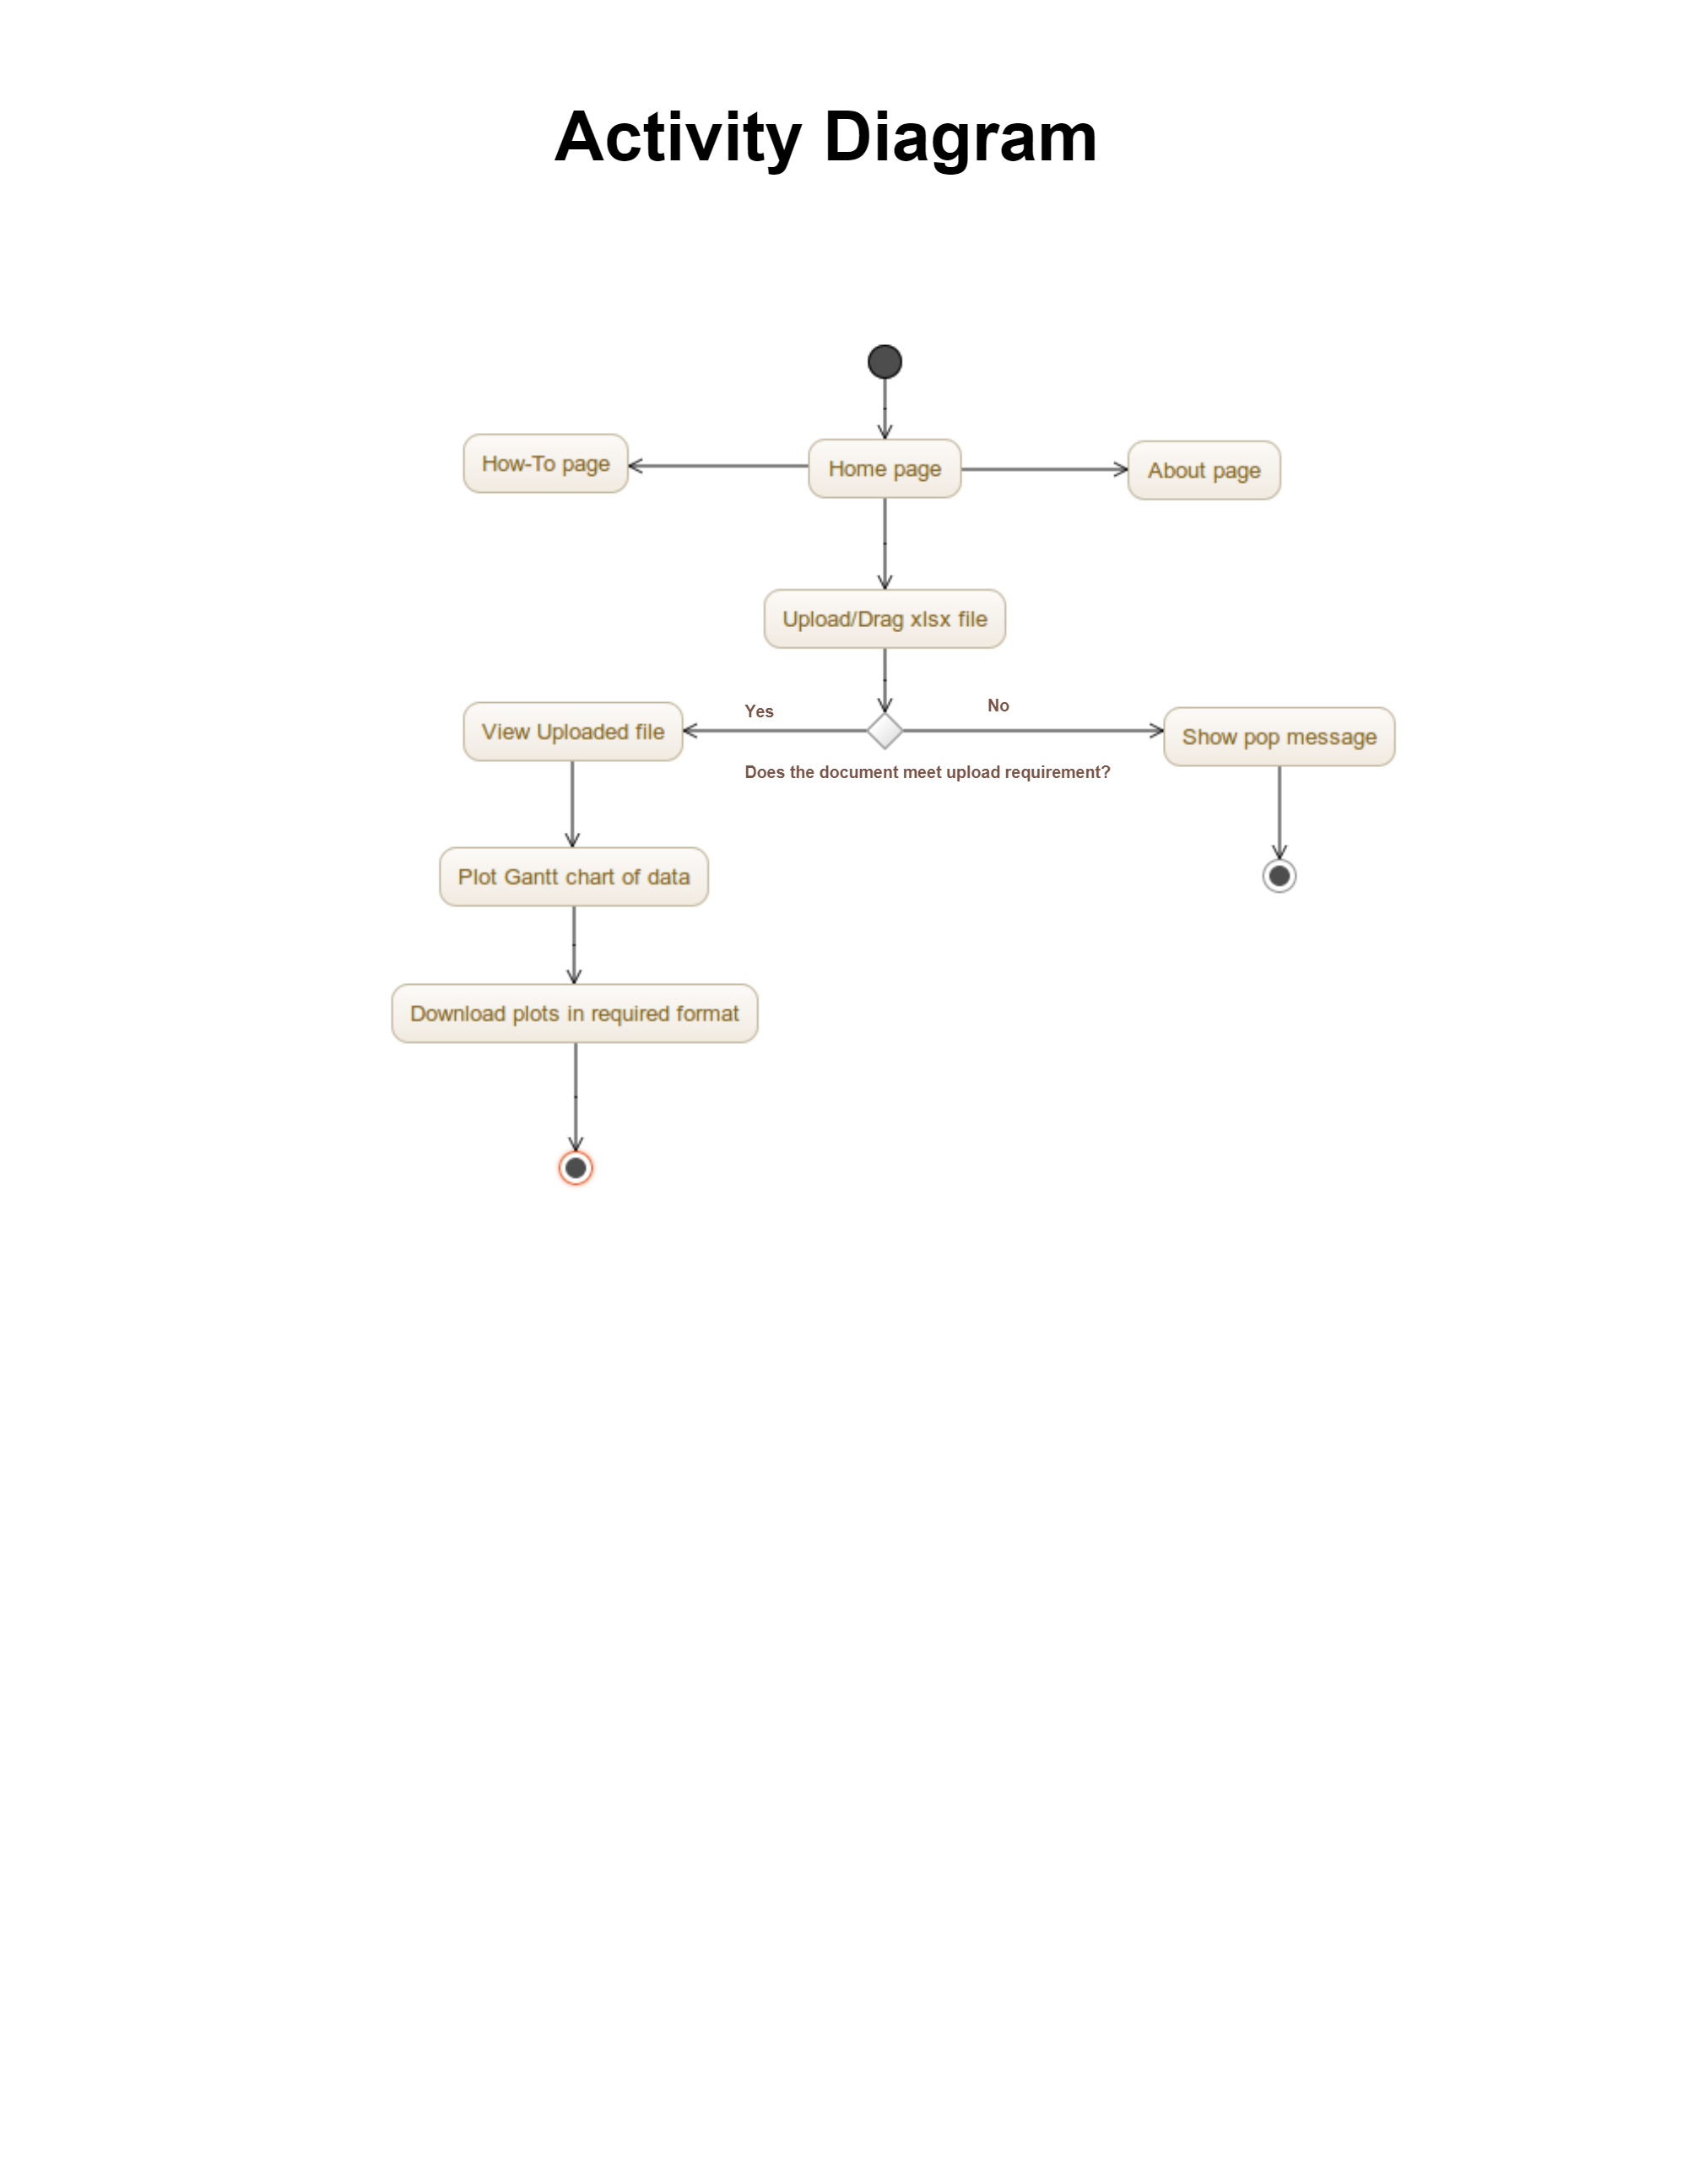 Activity Diagram
How-To page
Home page
About page
Upload/Drag xlsx file
Yes
No
View Uploaded file
Show pop message
Does the document meet upload requirement?
Plot Gantt chart of data
Download plots in required format